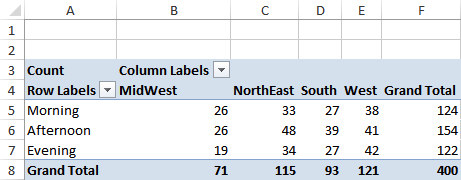 A B C D E F
1
2
3 Count Column Labels
4 Row Labels MidWest NorthEast South West Grand Total
5 Morning 26 33 27 38 124
6 Afternoon 26 48 39 41 154
7 Evening 19 34 27 42 122
8 Grand Total 71 115 93 121 400